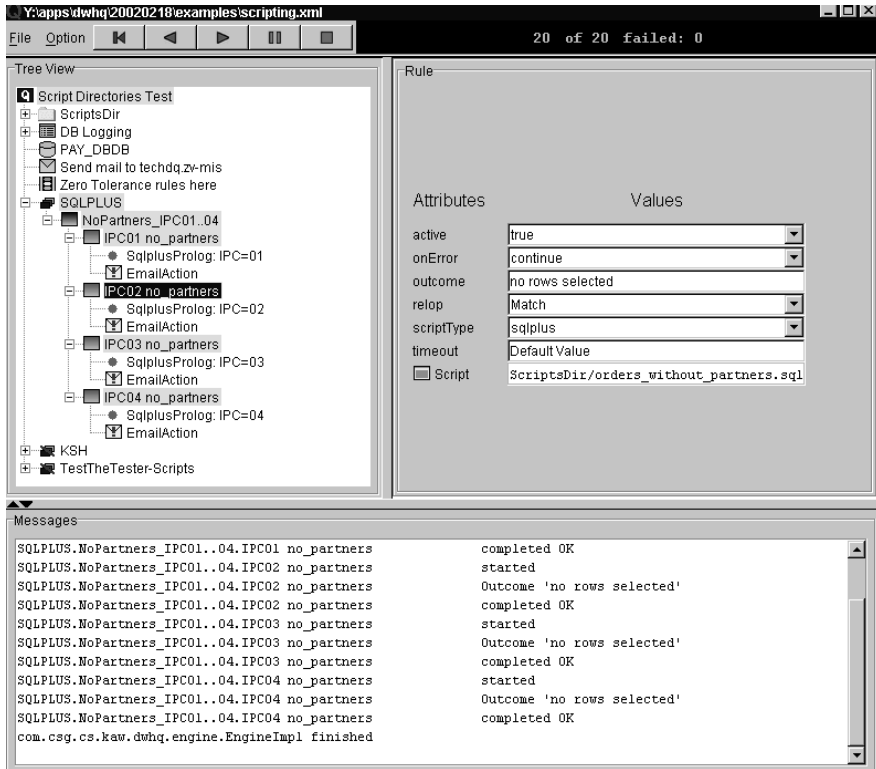 Y:\apps\dwhq\20020218\examples\scripting.xml
File Option
20 of 20 failed: 0
Tree View
Q Script Directories Test
ScriptsDir
DB Logging
PAY_DBDB
Send mail to techdq.zv-mis
Zero Tolerance rules here
SQLPLUS
NoPartners_IPC01..04
IPC01 no_partners
SqlplusProlog: IPC=01
EmailAction
IPC02 no_partners
SqlplusProlog: IPC=02
EmailAction
IPC03 no_partners
SqlplusProlog: IPC=03
EmailAction
IPC04 no_partners
SqlplusProlog: IPC=04
EmailAction
KSH
TestTheTester-Scripts
Rule
Attributes Values
active true
onError continue
outcome no rows selected
relop Match
scriptType sqlplus
timeout Default Value
Script ScriptsDir/orders_without_partners.sql
Messages
SQLPLUS.NoPartners_IPC01..04.IPC01 no_partners completed OK
SQLPLUS.NoPartners_IPC01..04.IPC02 no_partners started
SQLPLUS.NoPartners_IPC01..04.IPC02 no_partners Outcome 'no rows selected'
SQLPLUS.NoPartners_IPC01..04.IPC02 no_partners completed OK
SQLPLUS.NoPartners_IPC01..04.IPC03 no_partners started
SQLPLUS.NoPartners_IPC01..04.IPC03 no_partners Outcome 'no rows selected'
SQLPLUS.NoPartners_IPC01..04.IPC03 no_partners completed OK
SQLPLUS.NoPartners_IPC01..04.IPC04 no_partners started
SQLPLUS.NoPartners_IPC01..04.IPC04 no_partners Outcome 'no rows selected'
SQLPLUS.NoPartners_IPC01..04.IPC04 no_partners completed OK
com.csg.cs.kaw.dwhq.engine.EngineImpl finished